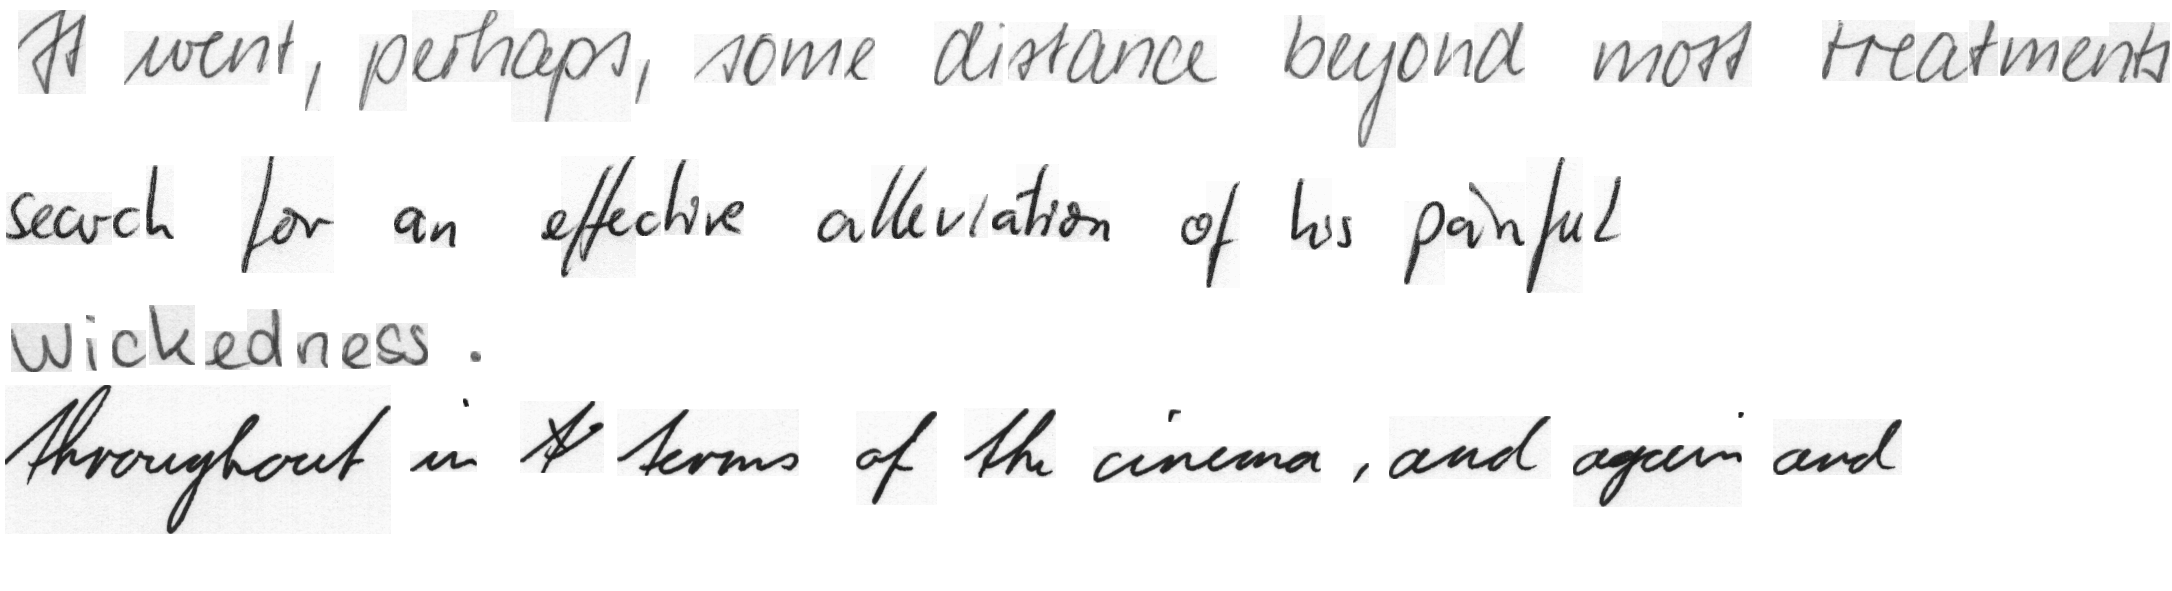 It went, perhaps, some distance beyond most treatments
search for an effective alleviation of his painful
wickedness.
throughout in terms of the cinema, and again and